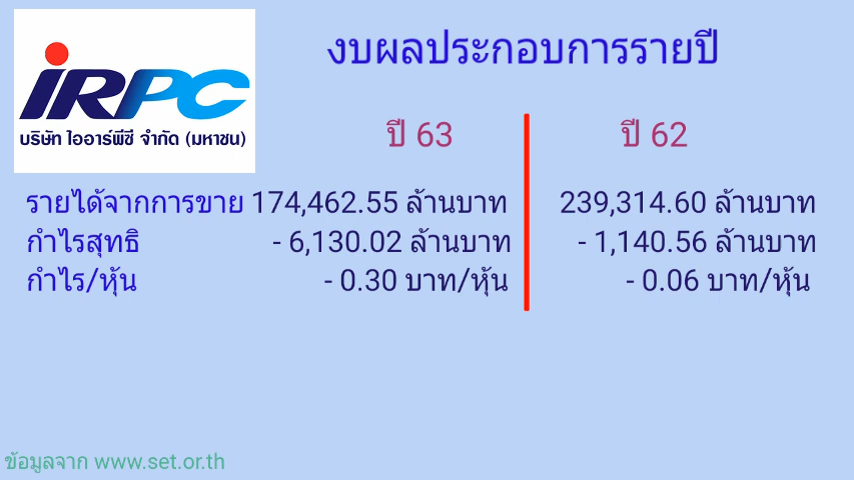 iRPC
บริษัท ไออาร์พีซี จำกัด (มหาชน)
งบผลประกอบการรายปี
ปี 63 ปี 62
รายได้จากการขาย 174,462.55 ล้านบาท 239,314.60 ล้านบาท
กำไรสุทธิ - 6,130.02 ล้านบาท - 1,140.56 ล้านบาท
กำไร/หุ้น - 0.30 บาท/หุ้น - 0.06 บาท/หุ้น
ข้อมูลจาก www.set.or.th